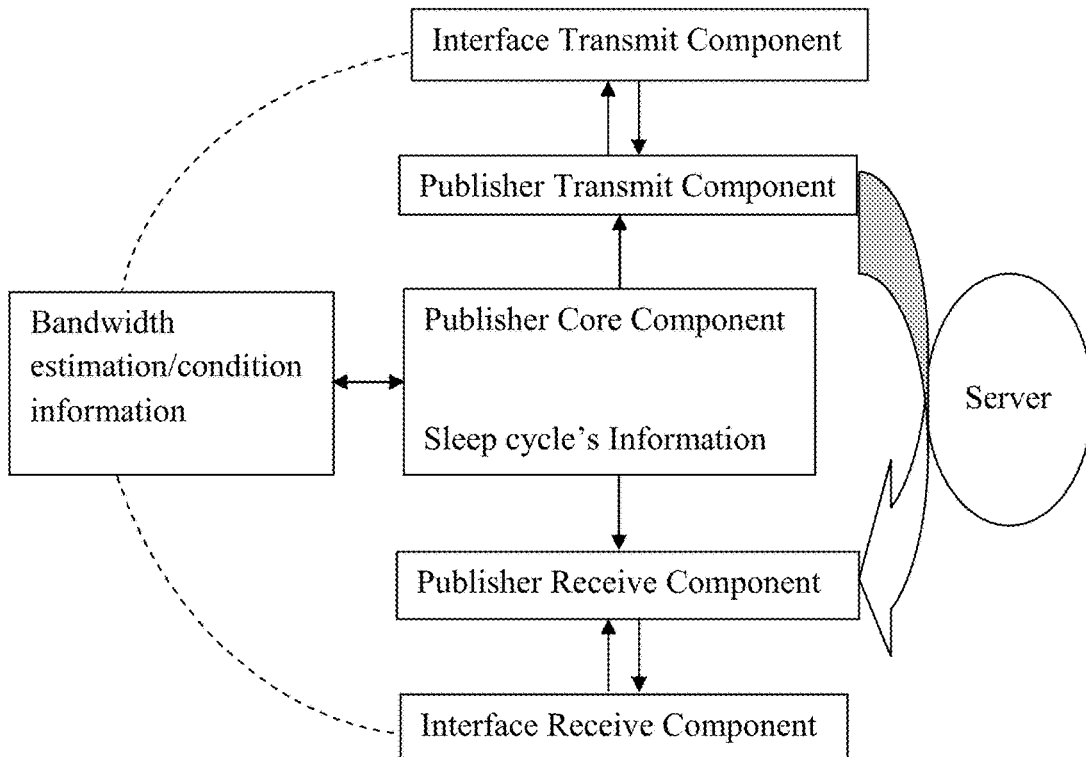 Interface Transmit Component
Publisher Transmit Component
Bandwidth
estimation/condition
information
Publisher Core Component
Sleep cycle's Information
Server
Publisher Receive Component
Interface Receive Component